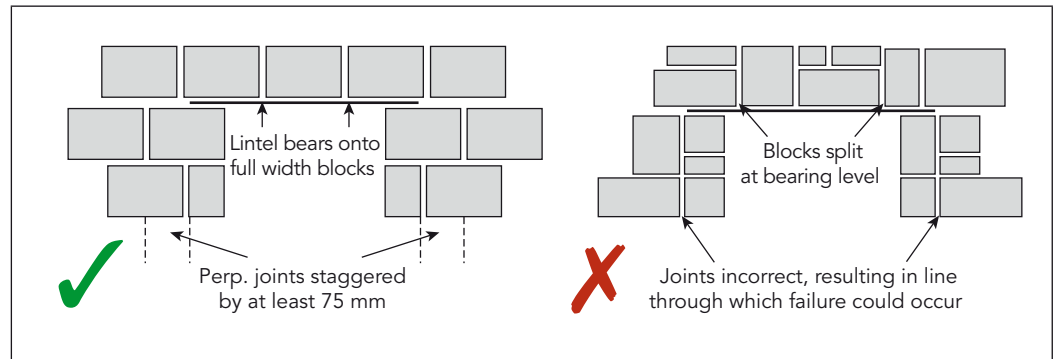 Lintel bears onto
full width blocks
Perp. joints staggered
by at least 75 mm
Blocks split
at bearing level
Joints incorrect, resulting in line
through which failure could occur